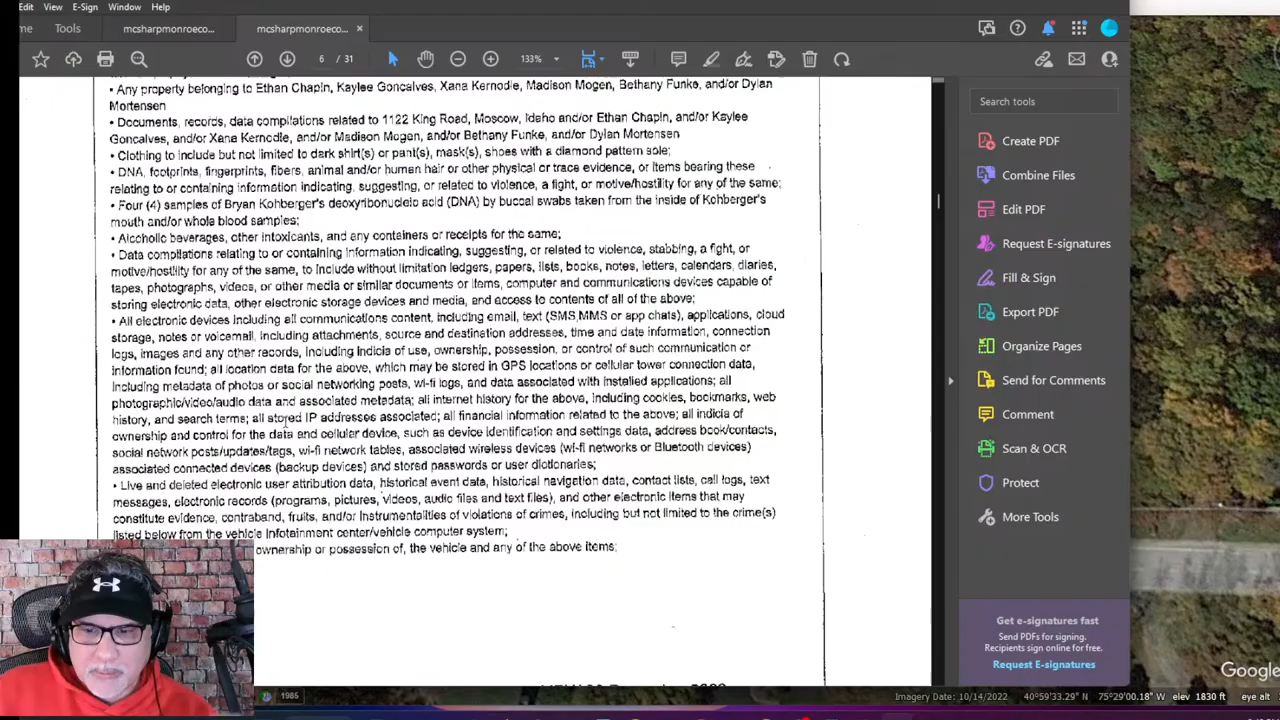 Edit View E-Sign Window Help
me Tools mcsharpmonroeco... mcsharpmonroeco... ×
6 / 31 133%
• Any property belonging to Ethan Chapin, Kaylee Goncalves, Xana Kernodle, Madison Mogen, Bethany Funke, and/or Dylan
Mortensen
• Documents, records, data compilations related to 1122 King Road, Moscow, Idaho and/or Ethan Chapin, and/or Kaylee
Goncalves, and/or Xana Kernodle, and/or Madison Mogen, and/or Bethany Funke, and/or Dylan Mortensen
• Clothing to include but not limited to dark shirt(s) or pant(s), mask(s), shoes with a diamond pattern sole;
• DNA, footprints, fingerprints, fibers, animal and/or human hair or other physical or trace evidence, or items bearing these
relating to or containing information indicating, suggesting, or related to violence, a fight, or motive/hostility for any of the same;
• Four (4) samples of Bryan Kohberger's deoxyribonucleic acid (DNA) by buccal swabs taken from the inside of Kohberger's
mouth and/or whole blood samples;
• Alcoholic beverages, other intoxicants, and any containers or receipts for the same;
• Data compilations relating to or containing information indicating, suggesting, or related to violence, stabbing, a fight, or
motive/hostility for any of the same, to include without limitation ledgers, papers, lists, books, notes, letters, calendars, diaries,
tapes, photographs, videos, or other media or similar documents or items, computer and communications devices capable of
storing electronic data, other electronic storage devices and media, and access to contents of all of the above;
• All electronic devices including all communications content, including email, text (SMS,MMS or app chats), applications, cloud
storage, notes or voicemail, including attachments, source and destination addresses, time and date information, connection
logs, images and any other records, including indicia of use, ownership, possession, or control of such communication or
information found; all location data for the above, which may be stored in GPS locations or cellular tower connection data,
including metadata of photos or social networking posts, wi-fi logs, and data associated with installed applications; all
photographic/video/audio data and associated metadata; all internet history for the above, including cookies, bookmarks, web
history, and search terms; all stored IP addresses associated; all financial information related to the above; all indicia of
ownership and control for the data and cellular device, such as device identification and settings data, address book/contacts,
social network posts/updates/tags, wi-fi network tables, associated wireless devices (wi-fi networks or Bluetooth devices)
associated connected devices (backup devices) and stored passwords or user dictionaries;
• Live and deleted electronic user attribution data, historical event data, historical navigation data, contact lists, call logs, text
messages, electronic records (programs, pictures, videos, audio files and text files), and other electronic items that may
constitute evidence, contraband, fruits, and/or instrumentalities of violations of crimes, including but not limited to the crime(s)
listed below from the vehicle infotainment center/vehicle computer system;
ownership or possession of, the vehicle and any of the above items;
Search tools
Create PDF
Combine Files
Edit PDF
Request E-signatures
Fill & Sign
Export PDF
Organize Pages
Send for Comments
Comment
Scan & OCR
Protect
More Tools
Get e-signatures fast
Send PDFs for signing.
Recipients sign online for free.
Request E-signatures
Google
1985 Imagery Date: 10/14/2022 40°59'33.29" N 75°29'00.18" W elev 1830 ft eye alt